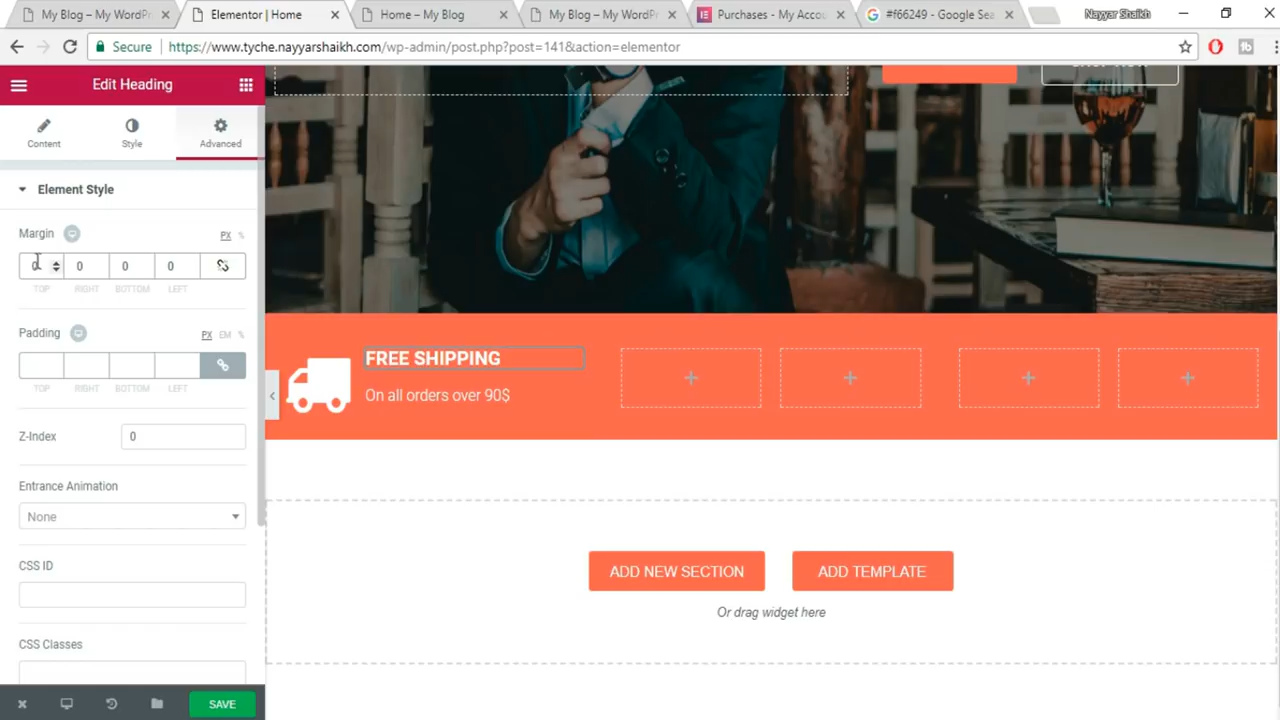 My Blog – My WordPr
Elementor | Home
Home – My Blog
My Blog – My WordPr
Purchases - My Accou
#f66249 - Google Sea
Nayyar Shaikh
Secure
https://www.tyche.nayyarshaikh.com/wp-admin/post.php?post=141&action=elementor
Edit Heading
Content
Style
Advanced
Element Style
Margin
PX %
0 0 0 0
TOP RIGHT BOTTOM LEFT
Padding
PX EM %
TOP RIGHT BOTTOM LEFT
Z-Index
0
Entrance Animation
None
CSS ID
CSS Classes
SAVE
FREE SHIPPING
On all orders over 90$
ADD NEW SECTION
ADD TEMPLATE
Or drag widget here